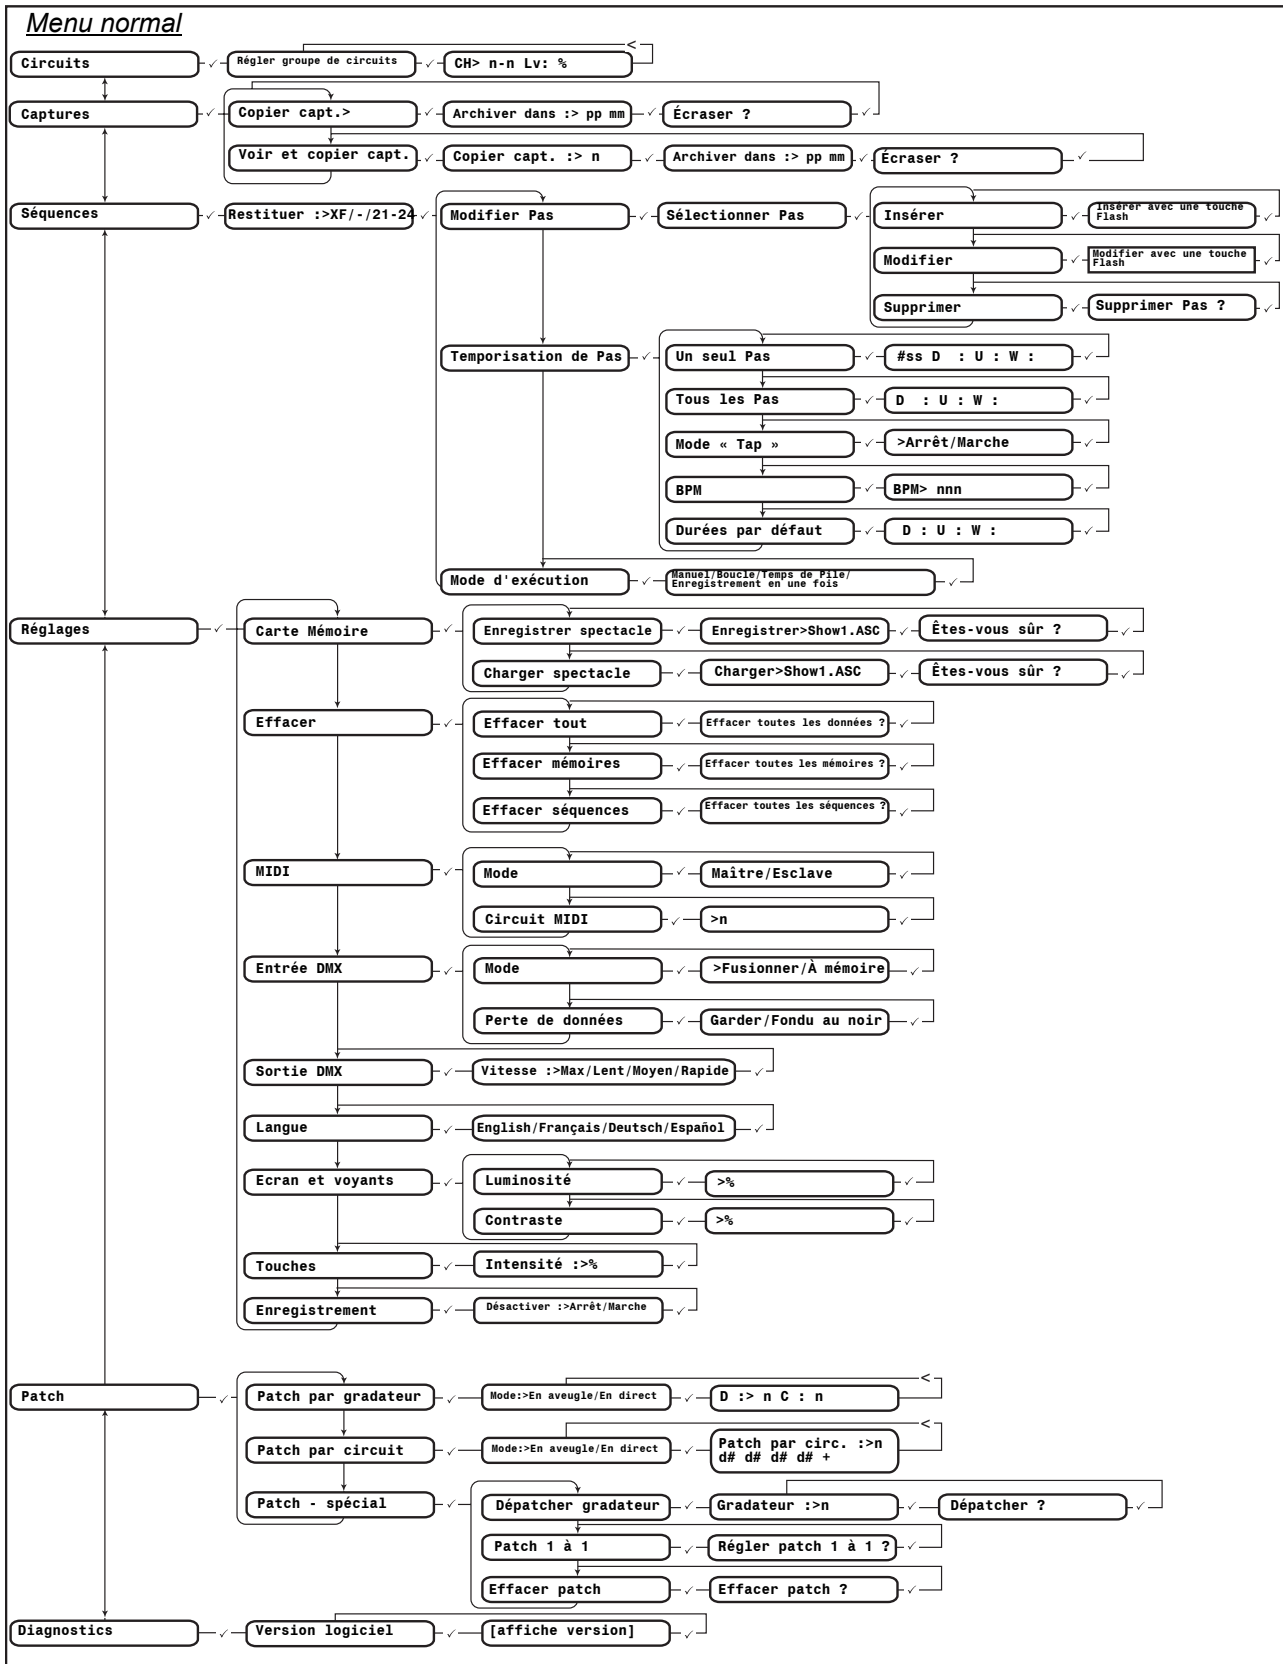 Menu normal
Circuits
Régler groupe de circuits
CH> n-n Lv: %
<
Captures
Copier capt.>
Archiver dans :> pp mm
Écraser ?
Voir et copier capt.
Copier capt. :> n
Archiver dans :> pp mm
Écraser ?
Séquences
Restituer :>XF/-/21-24
Modifier Pas
Sélectionner Pas
Insérer
Insérer avec une touche
Flash
Modifier
Modifier avec une touche
Flash
Supprimer
Supprimer Pas ?
Temporisation de Pas
Un seul Pas
#ss D : U : W :
Tous les Pas
D : U : W :
Mode « Tap »
>Arrêt/Marche
BPM
BPM> nnn
Durées par défaut
D : U : W :
Mode d'exécution
Manuel/Boucle/Temps de Pile/
Enregistrement en une fois
Réglages
Carte Mémoire
Enregistrer spectacle
Enregistrer>Show1.ASC
Êtes-vous sûr ?
Charger spectacle
Charger>Show1.ASC
Êtes-vous sûr ?
Effacer
Effacer tout
Effacer toutes les données ?
Effacer mémoires
Effacer toutes les mémoires ?
Effacer séquences
Effacer toutes les séquences ?
MIDI
Mode
Maître/Esclave
Circuit MIDI
>n
Entrée DMX
Mode
>Fusionner/À mémoire
Perte de données
Garder/Fondu au noir
Sortie DMX
Vitesse :>Max/Lent/Moyen/Rapide
Langue
English/Français/Deutsch/Español
Ecran et voyants
Luminosité
>%
Contraste
>%
Touches
Intensité :>%
Enregistrement
Désactiver :>Arrêt/Marche
Patch
Patch par gradateur
Mode:>En aveugle/En direct
D :> n C : n
<
Patch par circuit
Mode:>En aveugle/En direct
Patch par circ. :>n
d# d# d# d# +
<
Patch - spécial
Dépatcher gradateur
Gradateur :>n
Dépatcher ?
Patch 1 à 1
Régler patch 1 à 1 ?
Effacer patch
Effacer patch ?
Diagnostics
Version logiciel
[affiche version]